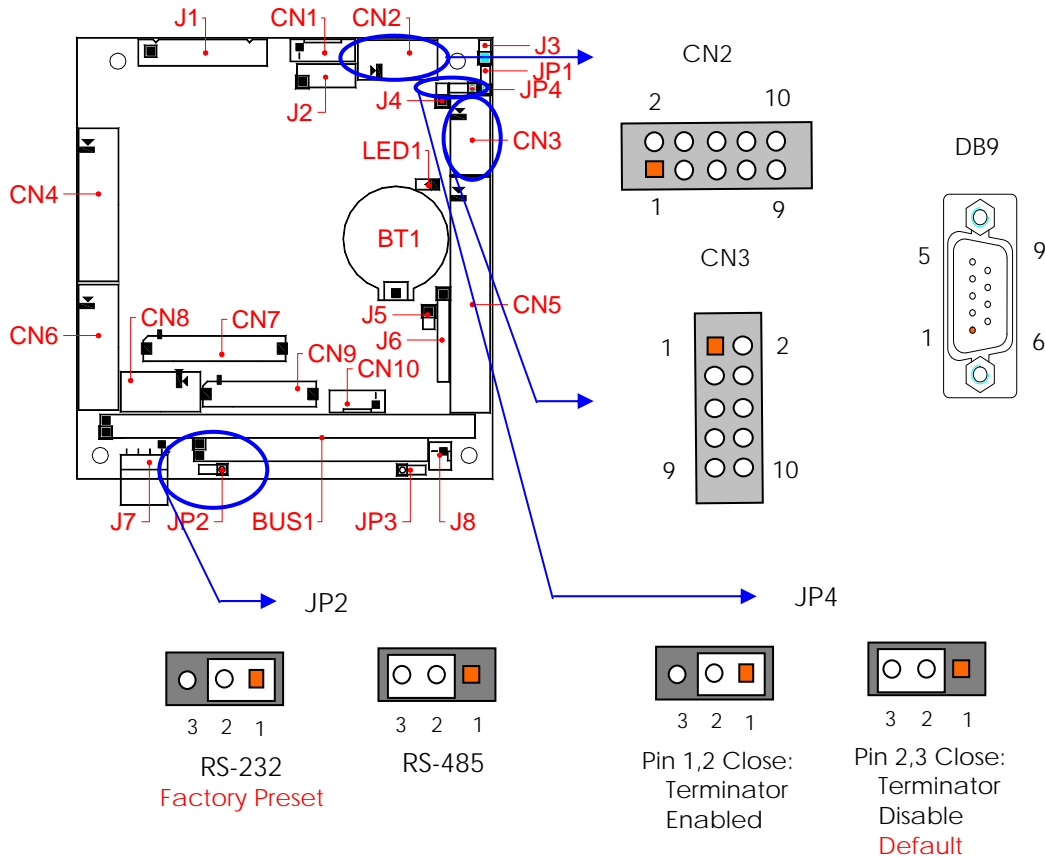 J1
CN1
CN2
J3
JP1
JP4
J2
J4
CN3
LED1
CN4
BT1
CN5
CN6
J5
J6
CN8
CN7
CN9
CN10
J7
JP2
BUS1
JP3
J8
CN2
2
10
1
9
DB9
5
9
1
6
CN3
1
2
9
10
JP2
3 2 1
RS-232
Factory Preset
3 2 1
RS-485
JP4
3 2 1
Pin 1,2 Close:
Terminator
Enabled
3 2 1
Pin 2,3 Close:
Terminator
Disable
Default